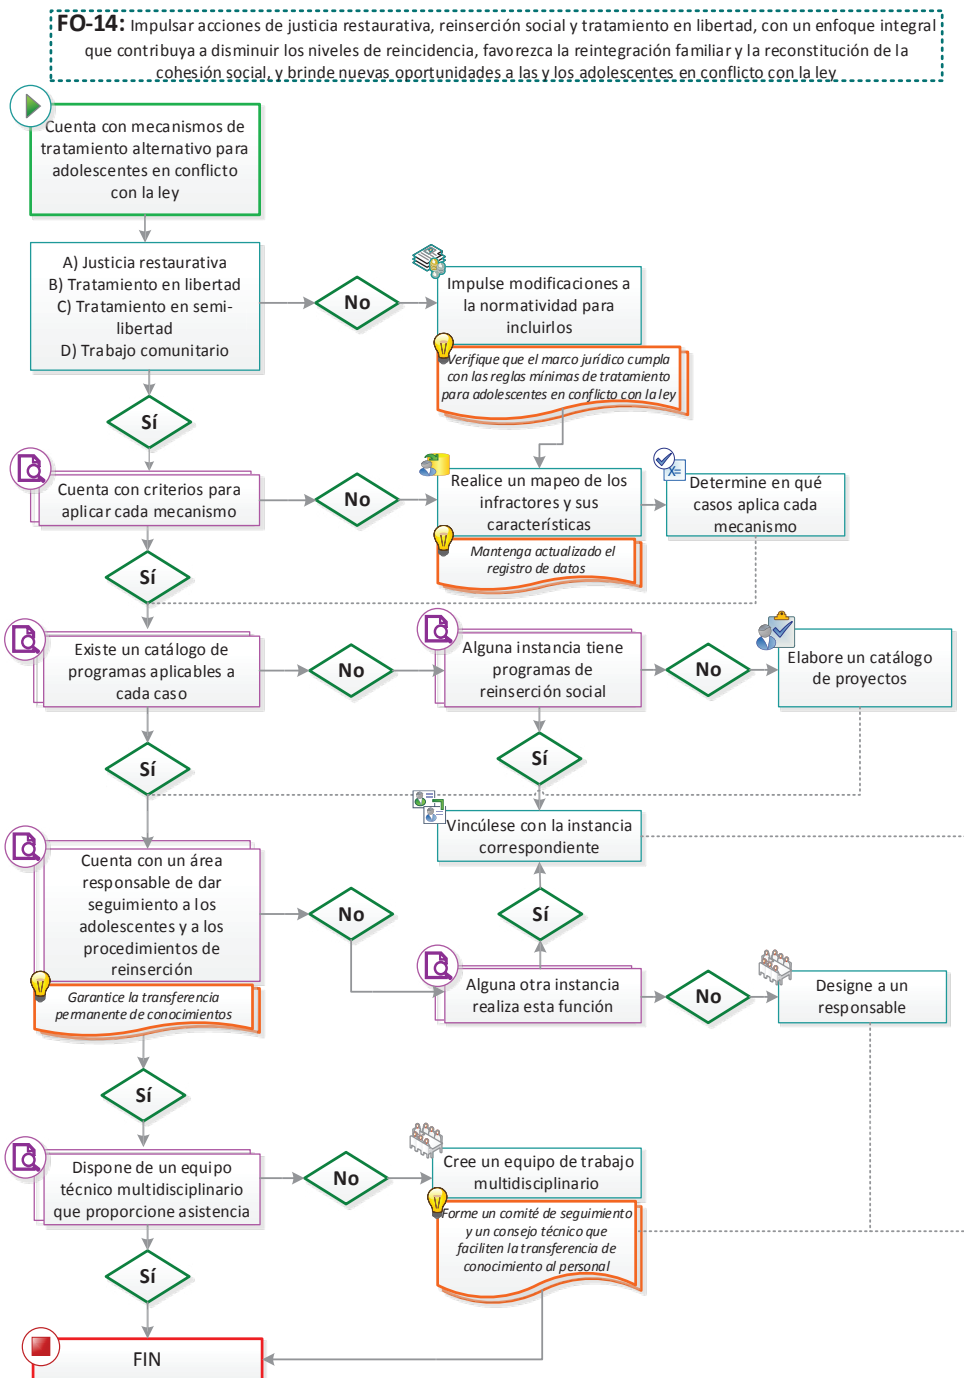 FO-14: Impulsar acciones de justicia restaurativa, reinserción social y tratamiento en libertad, con un enfoque integral
que contribuya a disminuir los niveles de reincidencia, favorezca la reintegración familiar y la reconstitución de la
cohesión social, y brinde nuevas oportunidades a las y los adolescentes en conflicto con la ley
Cuenta con mecanismos de
tratamiento alternativo para
adolescentes en conflicto
con la ley
A) Justicia restaurativa
B) Tratamiento en libertad
C) Tratamiento en semi-
libertad
D) Trabajo comunitario
No
Impulse modificaciones a
la normatividad para
incluirlos
Verifique que el marco jurídico cumpla
con las reglas mínimas de tratamiento
para adolescentes en conflicto con la ley
Sí
Cuenta con criterios para
aplicar cada mecanismo
No
Realice un mapeo de los
infractores y sus
características
Mantenga actualizado el
registro de datos
X=
Determine en qué
casos aplica cada
mecanismo
Sí
Existe un catálogo de
programas aplicables a
cada caso
No
Alguna instancia tiene
programas de
reinserción social
No
Elabore un catálogo
de proyectos
Sí
Sí
Vincúlese con la instancia
correspondiente
Cuenta con un área
responsable de dar
seguimiento a los
adolescentes y a los
procedimientos de
reinserción
Garantice la transferencia
permanente de conocimientos
No
Sí
Alguna otra instancia
realiza esta función
No
Designe a un
responsable
Sí
Dispone de un equipo
técnico multidisciplinario
que proporcione asistencia
No
Cree un equipo de trabajo
multidisciplinario
Forme un comité de seguimiento
y un consejo técnico que
faciliten la transferencia de
conocimiento al personal
Sí
FIN